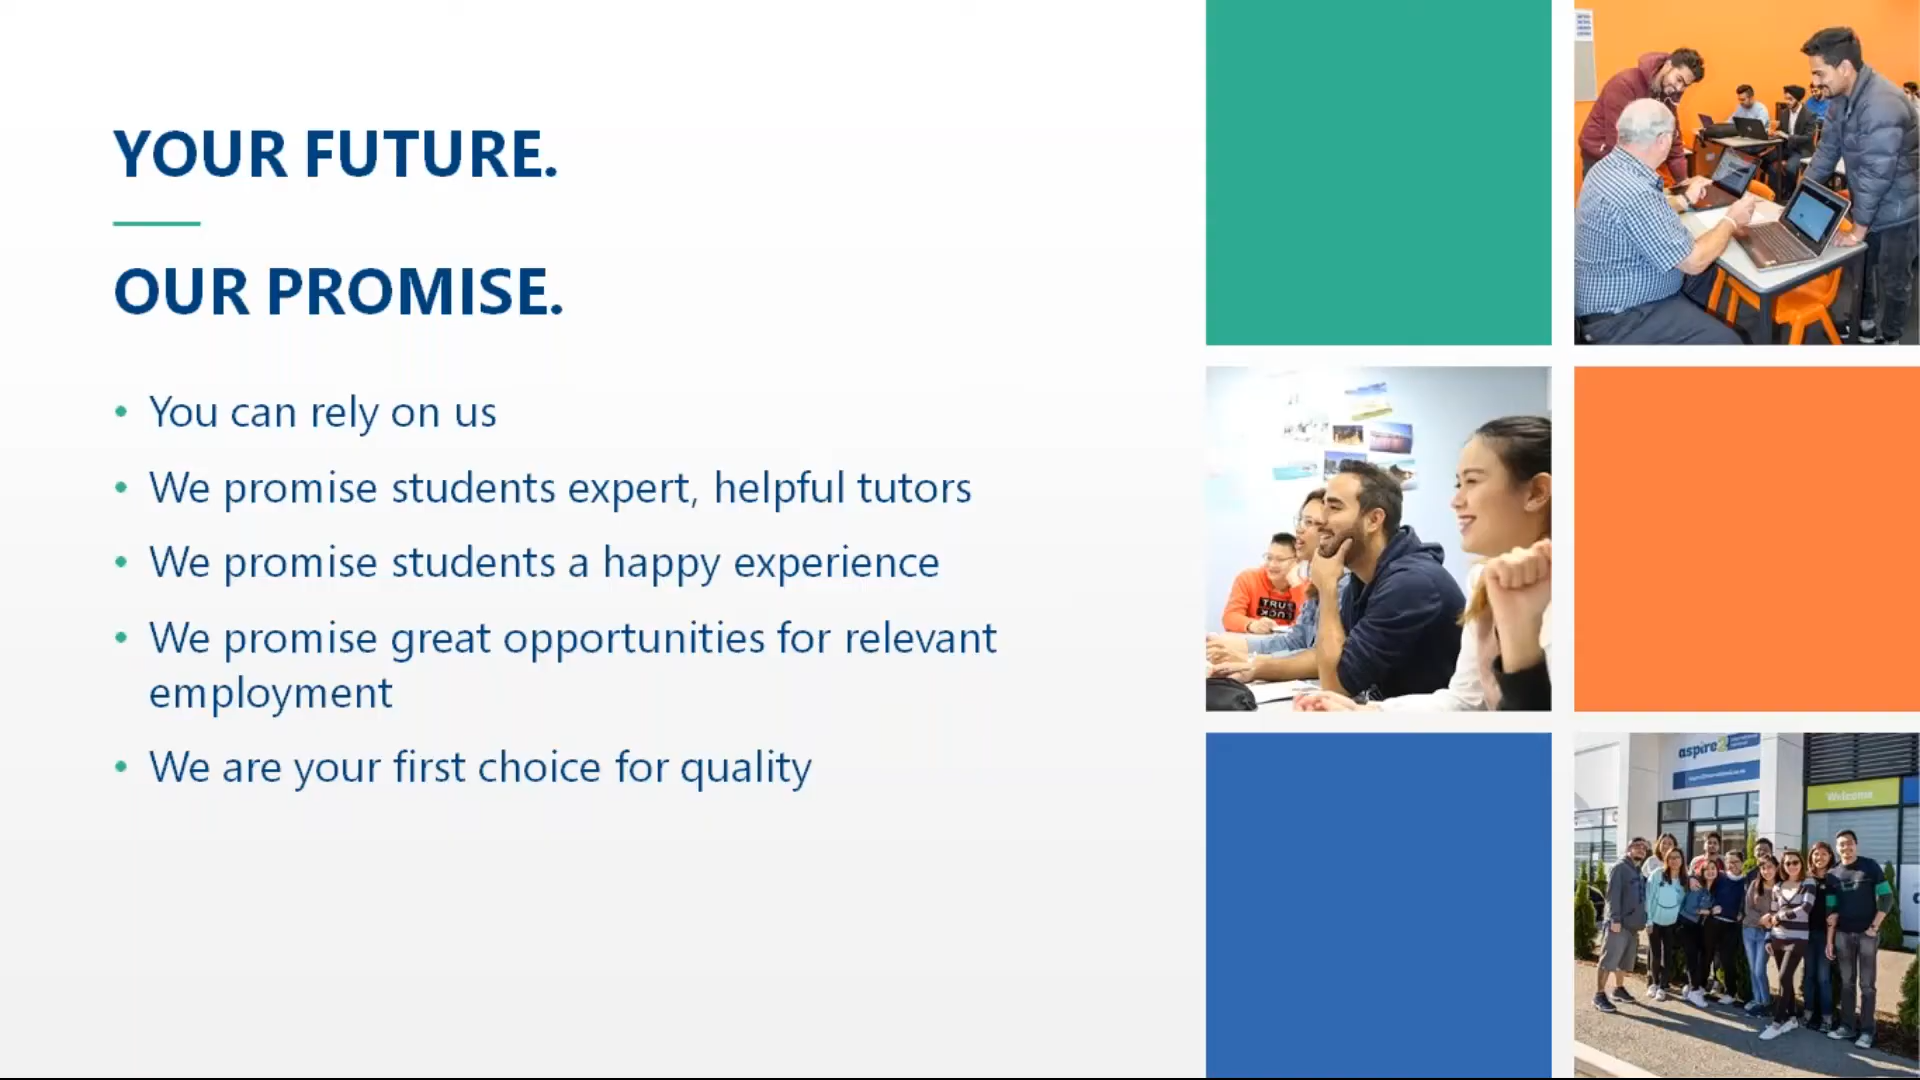 YOUR FUTURE.
OUR PROMISE.
• You can rely on us
• We promise students expert, helpful tutors
• We promise students a happy experience
• We promise great opportunities for relevant
employment
• We are your first choice for quality
TRUT
aspire2
Welcome